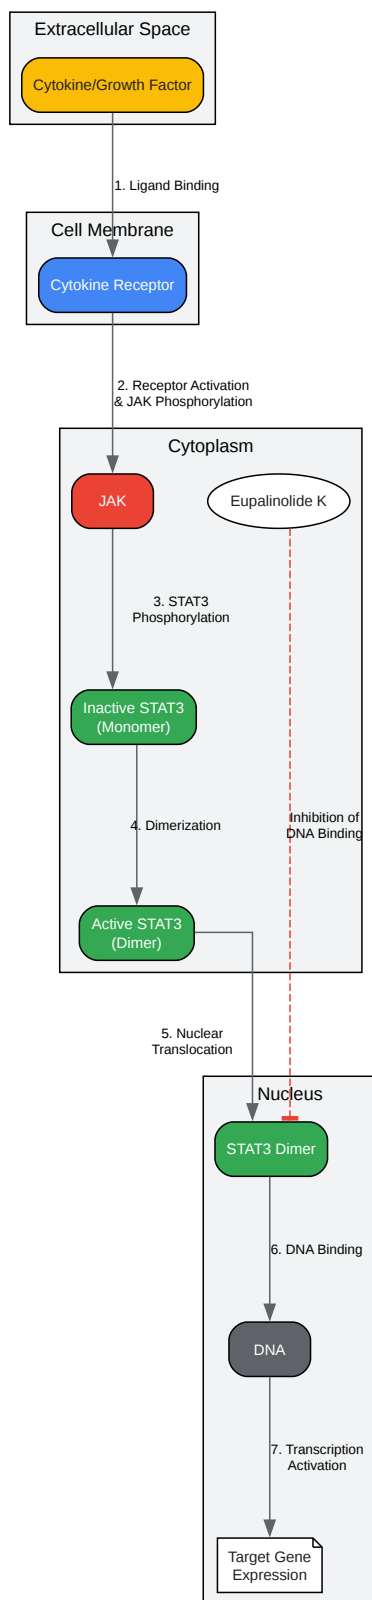 Extracellular Space
Cytokine/Growth Factor
1. Ligand Binding
Cell Membrane
Cytokine Receptor
2. Receptor Activation
& JAK Phosphorylation
Cytoplasm
JAK
Eupalinolide K
3. STAT3
Phosphorylation
Inactive STAT3
(Monomer)
4. Dimerization
Inhibition of
DNA Binding
Active STAT3
(Dimer)
5. Nuclear
Translocation
Nucleus
STAT3 Dimer
6. DNA Binding
DNA
7. Transcription
Activation
Target Gene
Expression